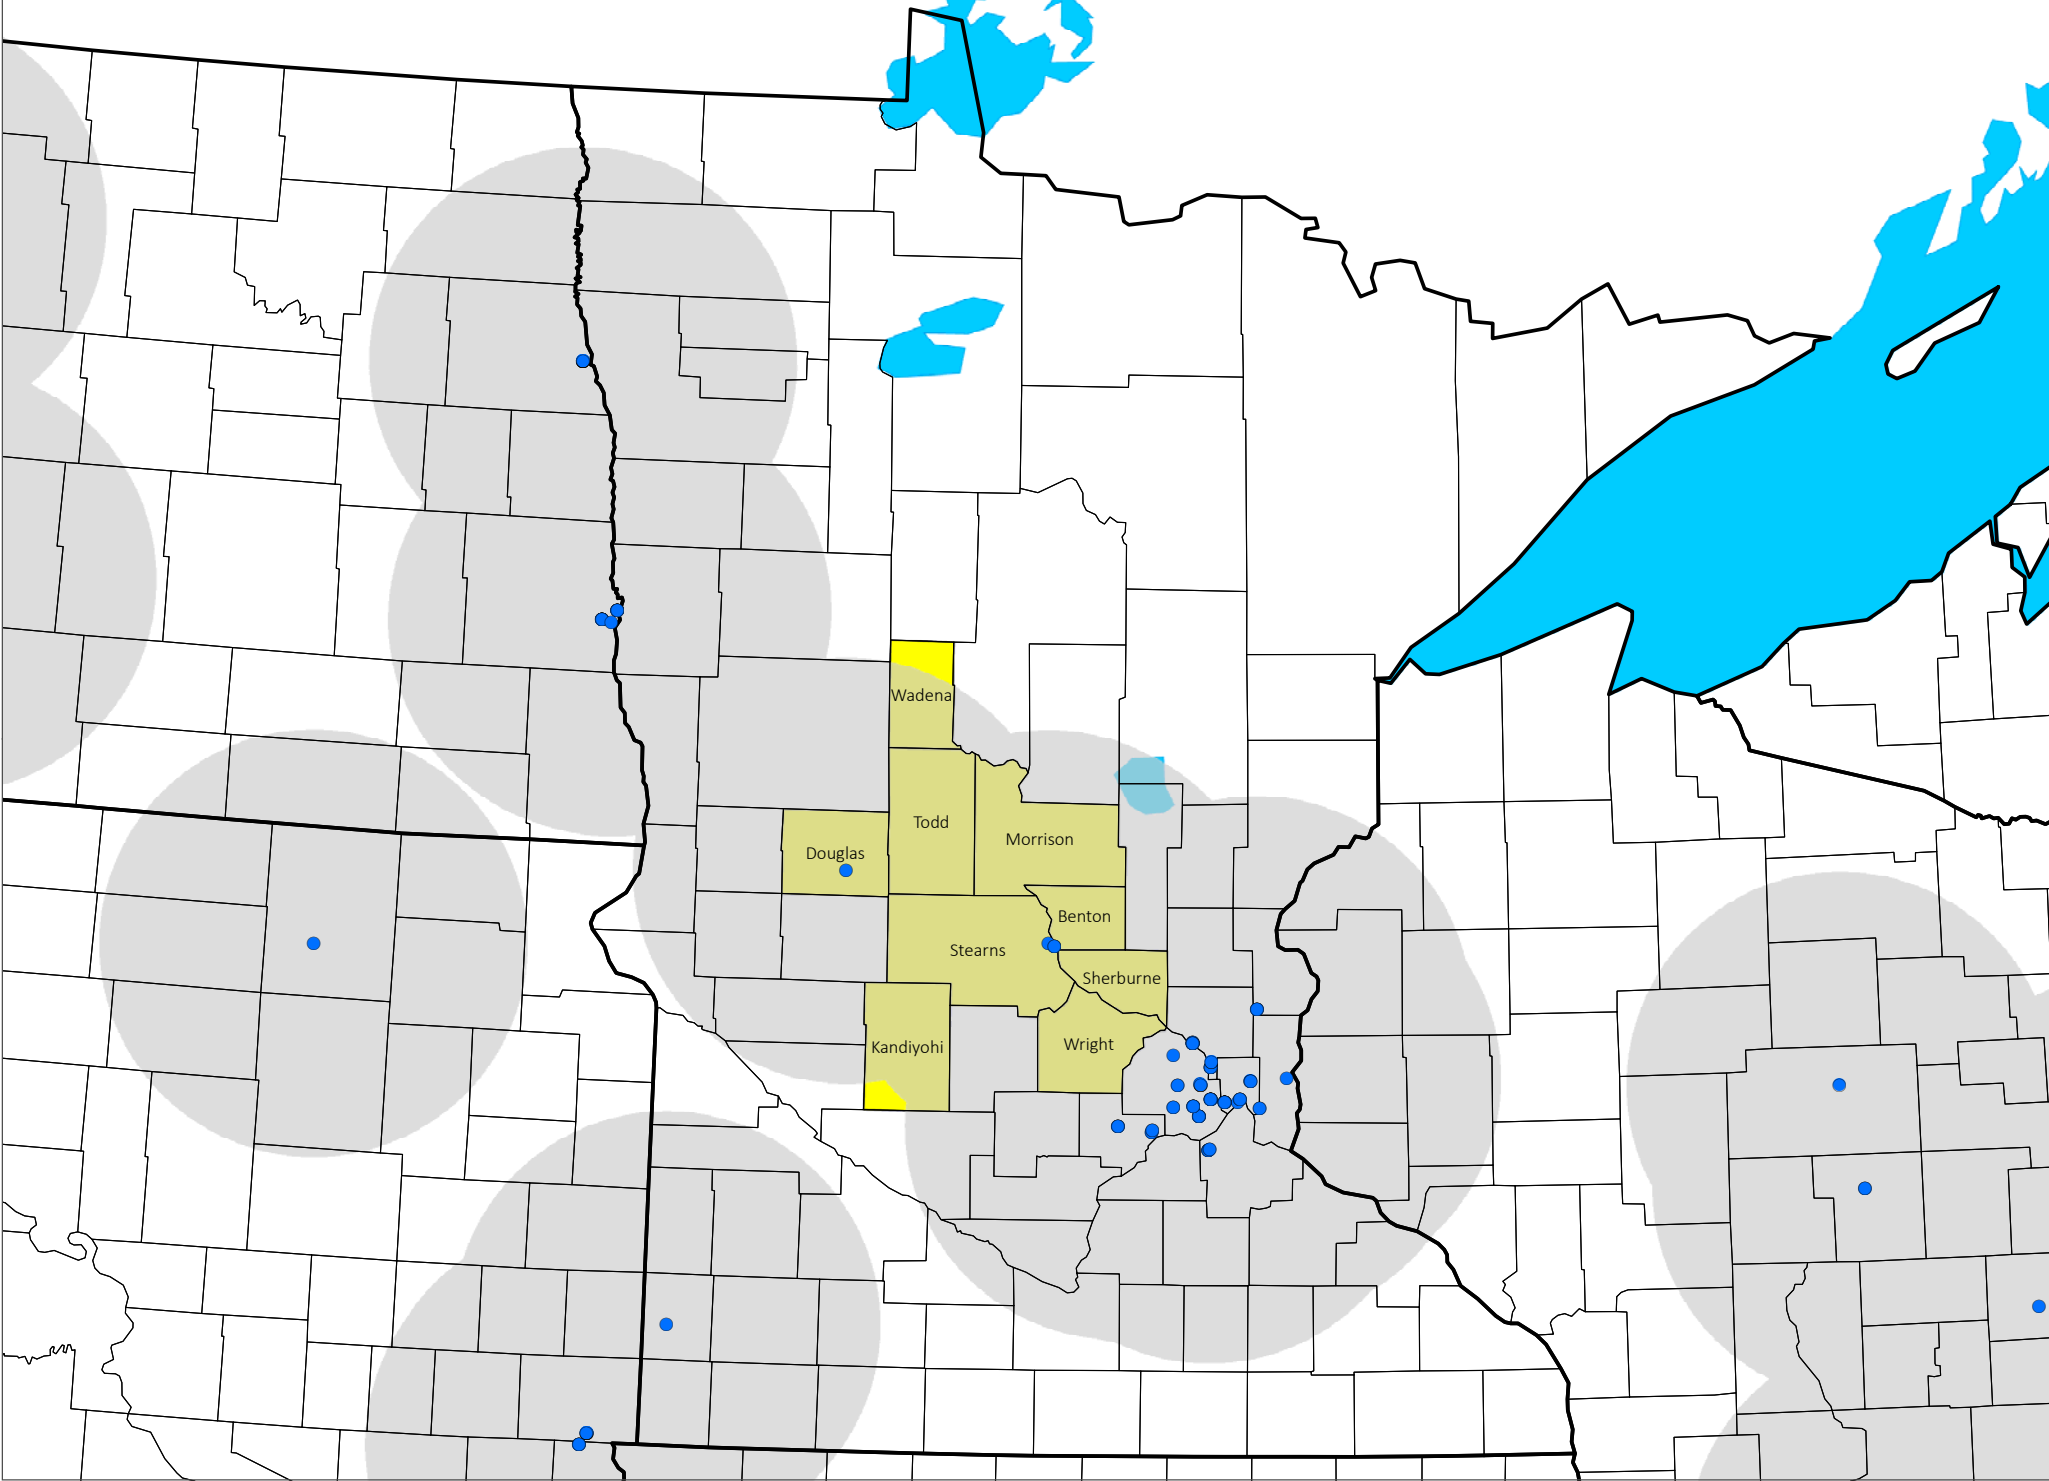 Wadena
Todd
Morrison
Douglas
Benton
Stearns
Sherburne
Kandiyohi
Wright